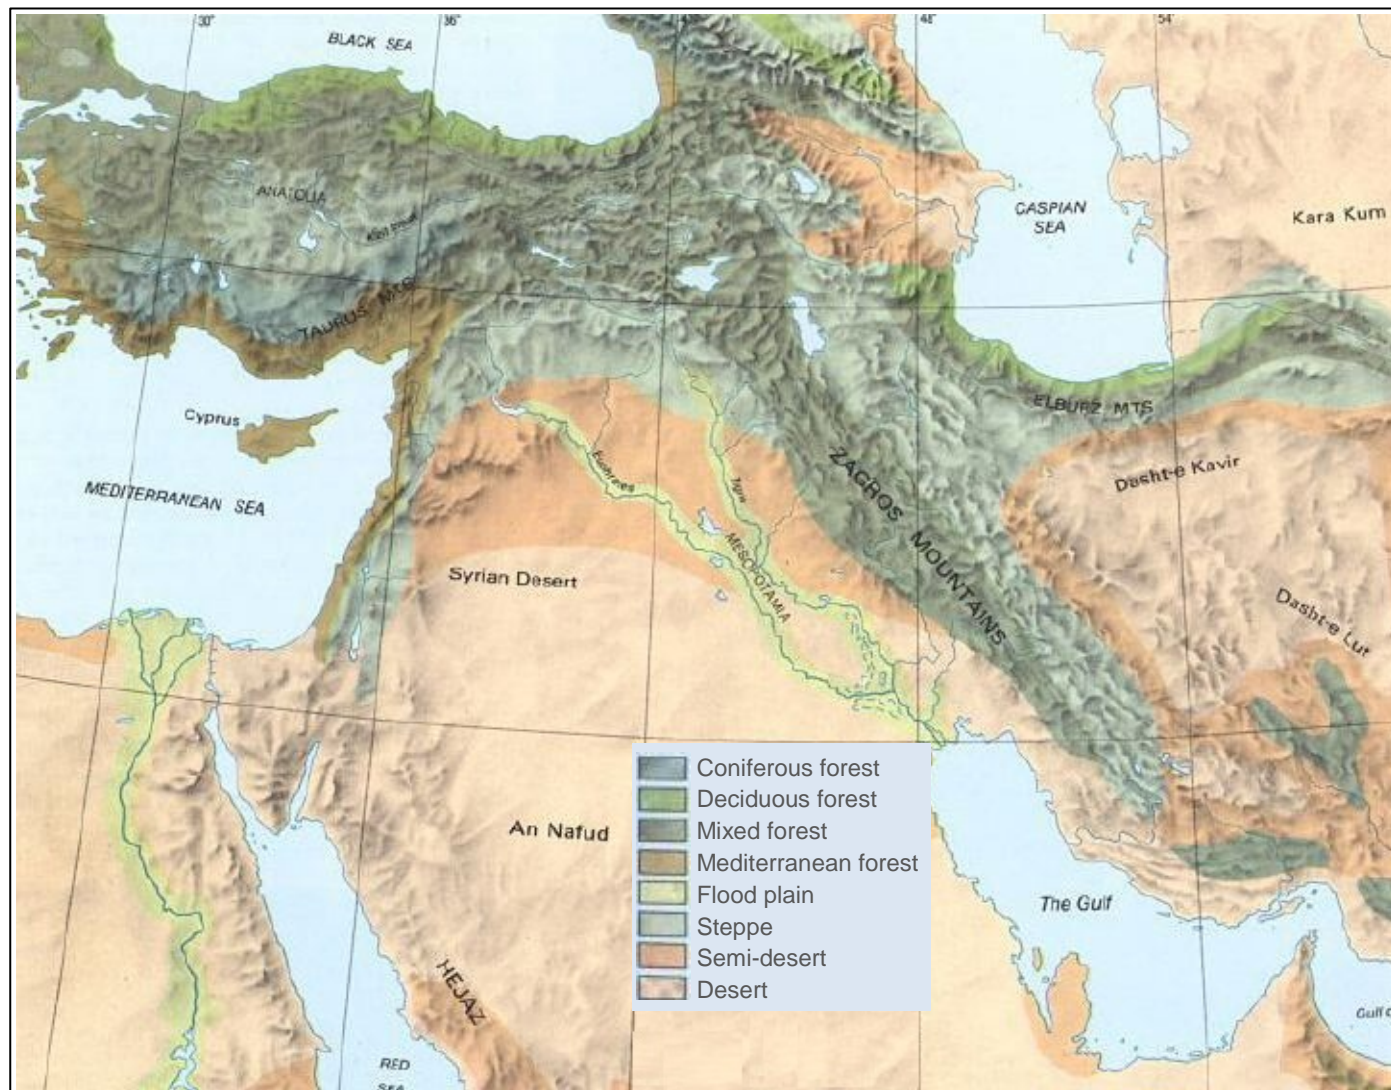 30°
36°
48°
54°
BLACK SEA
ANATOLIA
CASPIAN
SEA
Kara Kum
TAURUS MTS
Cyprus
ELBURZ MTS
MEDITERRANEAN SEA
Euphrates
Tigris
ZAGROS MOUNTAINS
Dasht-e Kavir
MESOPOTAMIA
Syrian Desert
Dasht-e Lut
An Nafud
Coniferous forest
Deciduous forest
Mixed forest
Mediterranean forest
Flood plain
Steppe
Semi-desert
Desert
The Gulf
HEJAZ
RED
SEA